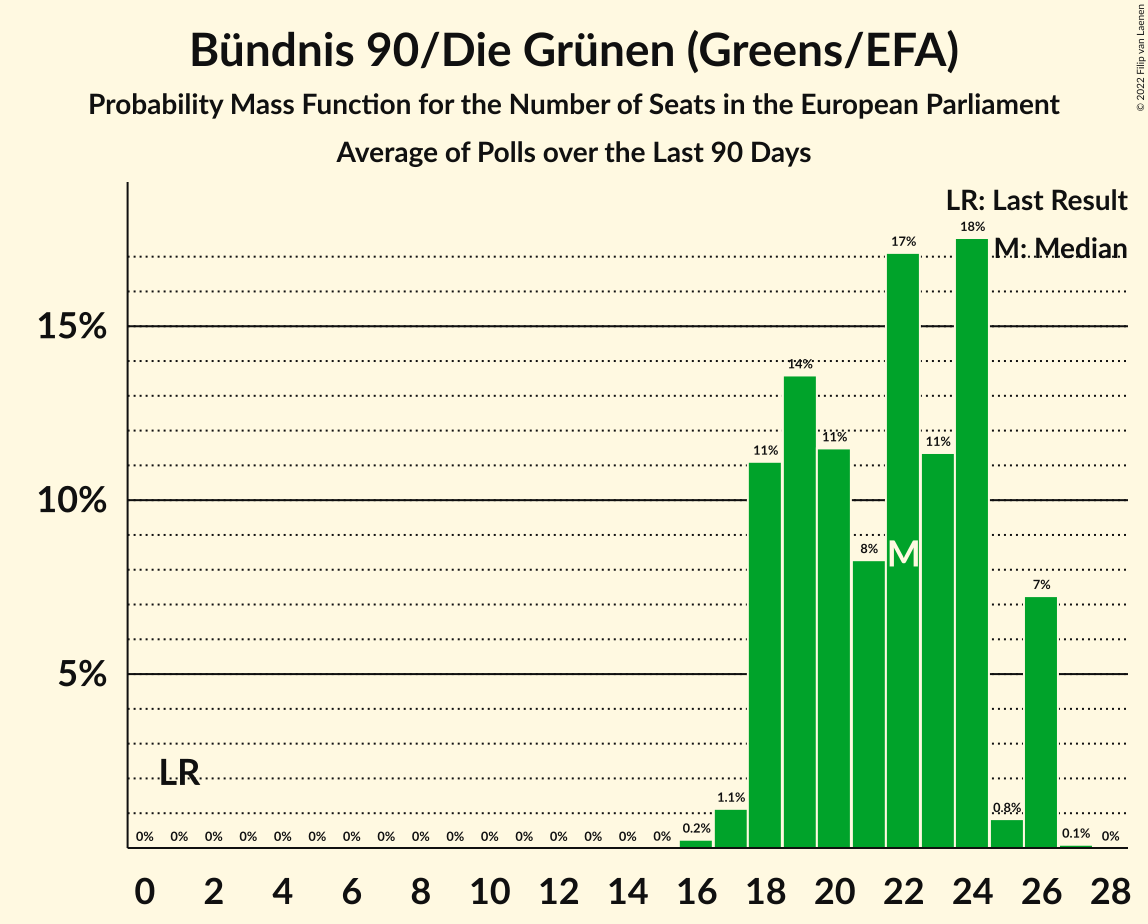 Bündnis 90/Die Grünen (Greens/EFA)
Probability Mass Function for the Number of Seats in the European Parliament
Average of Polls over the Last 90 Days
© 2022 Filip van Laenen
LR: Last Result
M: Median
15%
10%
5%
LR
M
0% 0% 0% 0% 0% 0% 0% 0% 0% 0% 0% 0% 0% 0% 0% 0% 0.2% 1.1% 11% 14% 11% 8% 17% 11% 18% 0.8% 7% 0.1% 0%
0 2 4 6 8 10 12 14 16 18 20 22 24 26 28